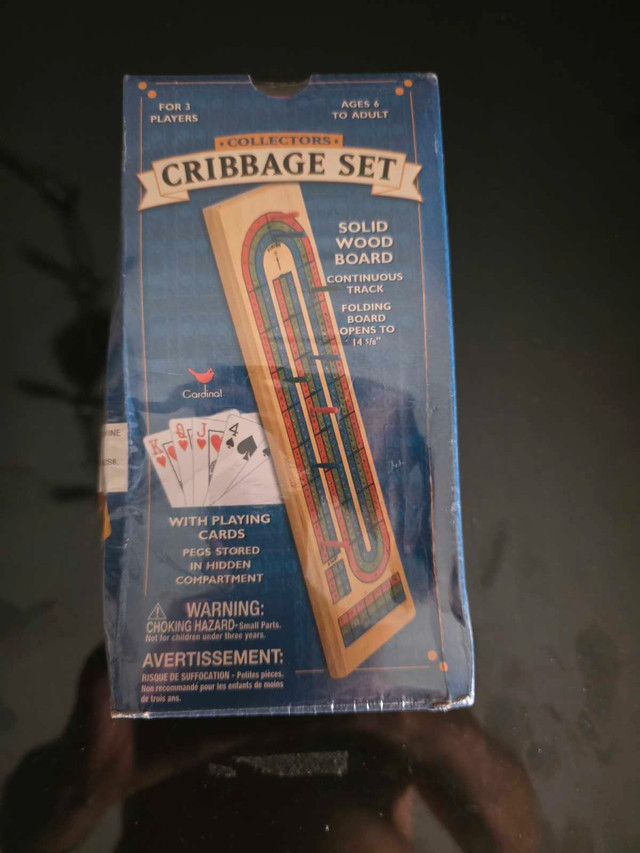 FOR 3
PLAYERS
AGES 6
TO ADULT
• COLLECTORS •
CRIBBAGE SET
SOLID
WOOD
BOARD
CONTINUOUS
TRACK
FOLDING
BOARD
OPENS TO
14 5/8"
Cardinal
K
Q
J
4
WITH PLAYING
CARDS
PEGS STORED
IN HIDDEN
COMPARTMENT
WARNING:
CHOKING HAZARD-Small Parts.
Not for children under three years.
AVERTISSEMENT:
RISQUE DE SUFFOCATION - Petites pièces.
Non recommandé pour les enfants de moins
de trois ans.